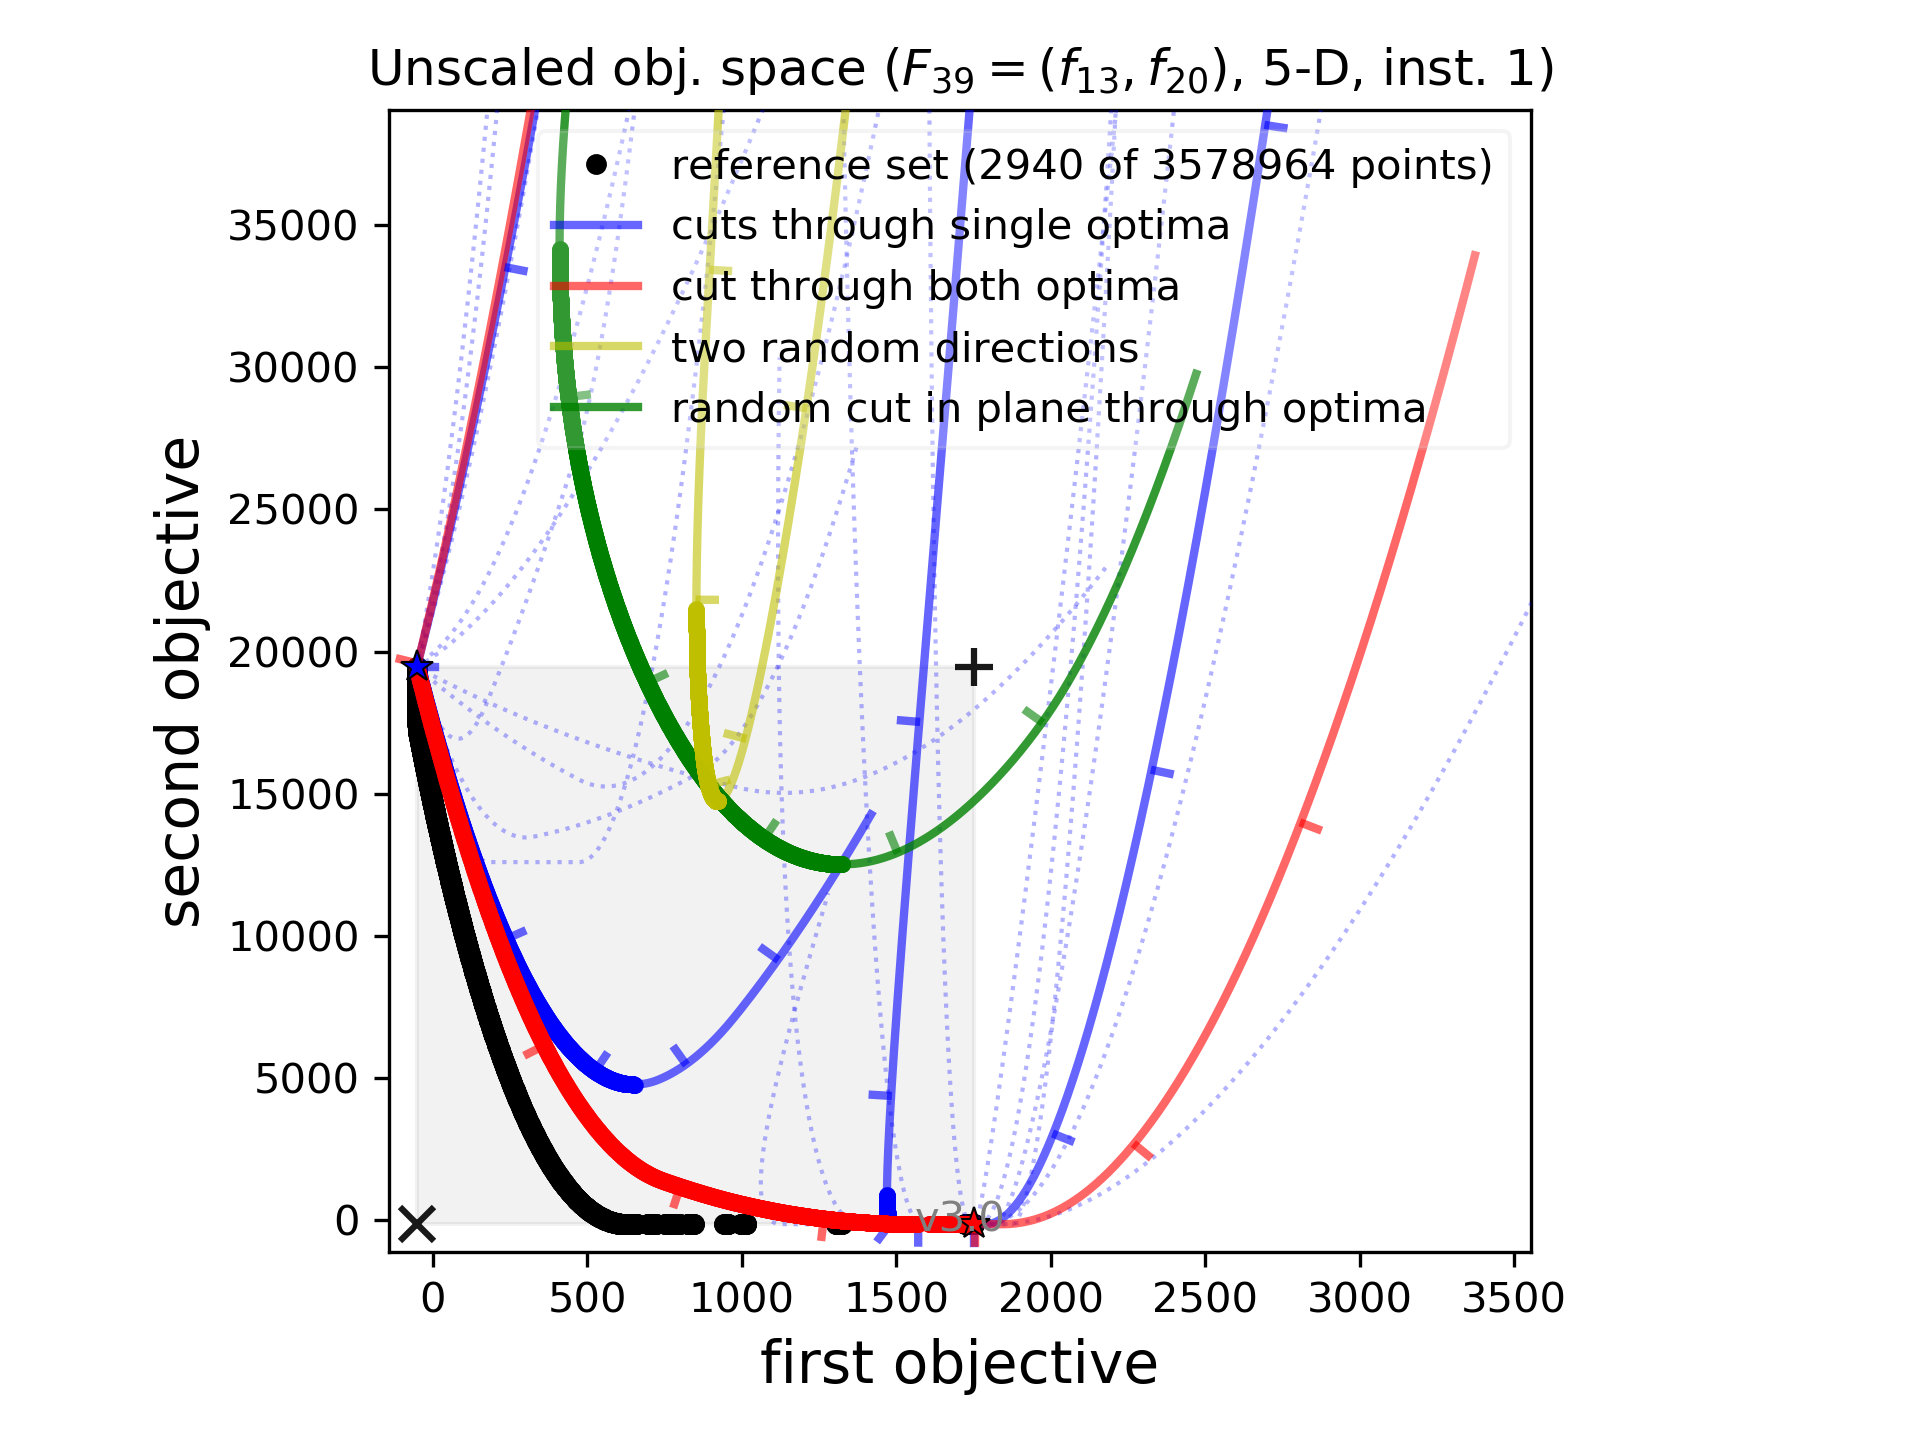 Unscaled obj. space (F39 = (f13, f20), 5-D, inst. 1)
reference set (2940 of 3578964 points)
cuts through single optima
cut through both optima
two random directions
random cut in plane through optima
second objective
35000
30000
25000
20000
15000
10000
5000
0
v3.0
0 500 1000 1500 2000 2500 3000 3500
first objective